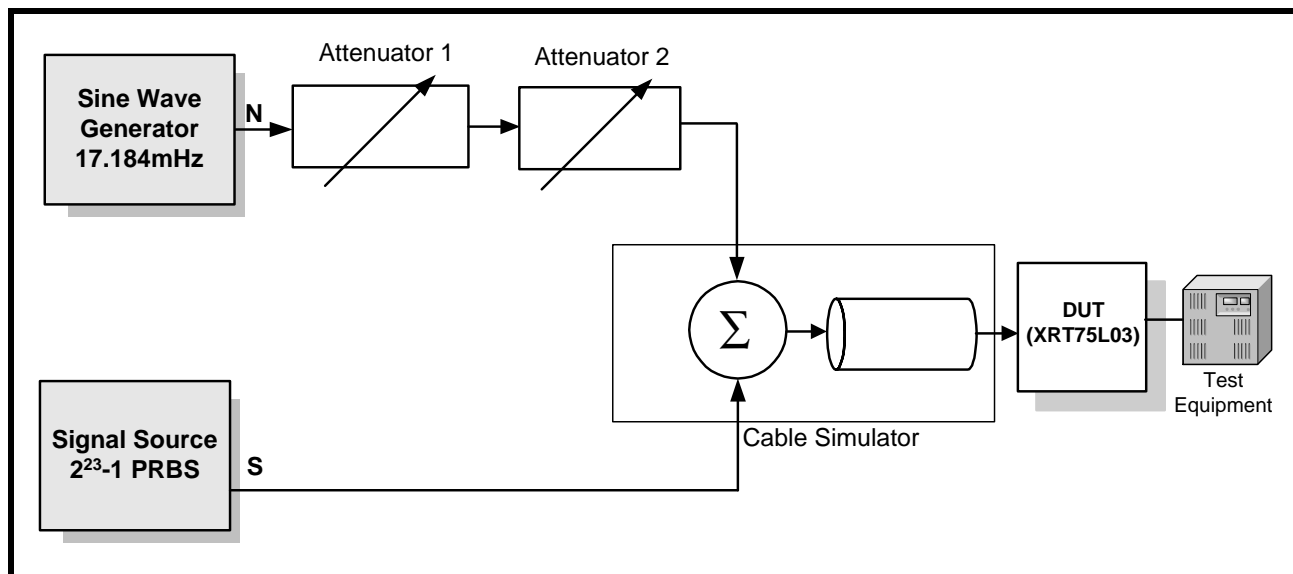 Attenuator 1
Attenuator 2
Sine Wave
Generator
17.184mHz
N
Σ
DUT
(XRT75L03)
Test
Equipment
Cable Simulator
Signal Source
2²³-1 PRBS
S